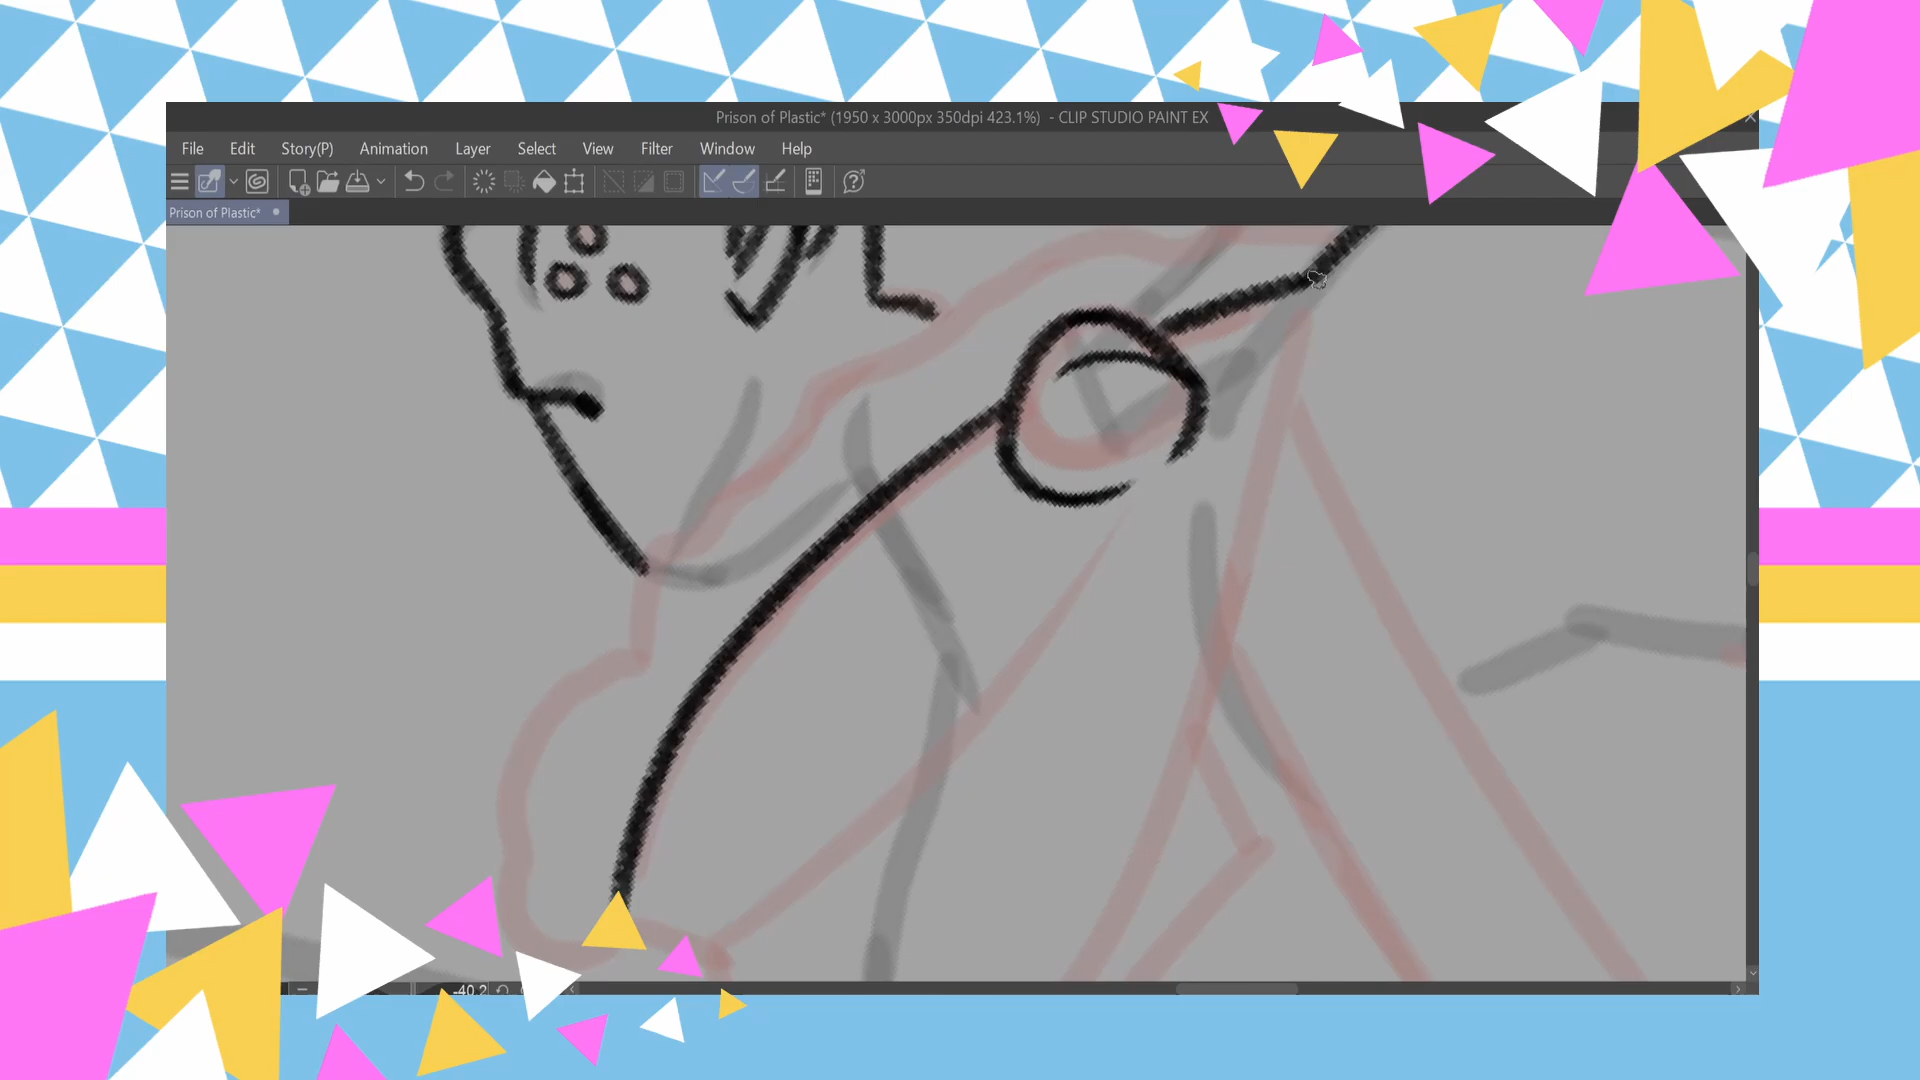 Prison of Plastic* (1950 x 3000px 350dpi 423.1%) - CLIP STUDIO PAINT EX
File Edit Story(P) Animation Layer Select View Filter Window Help
Prison of Plastic*
-40.2